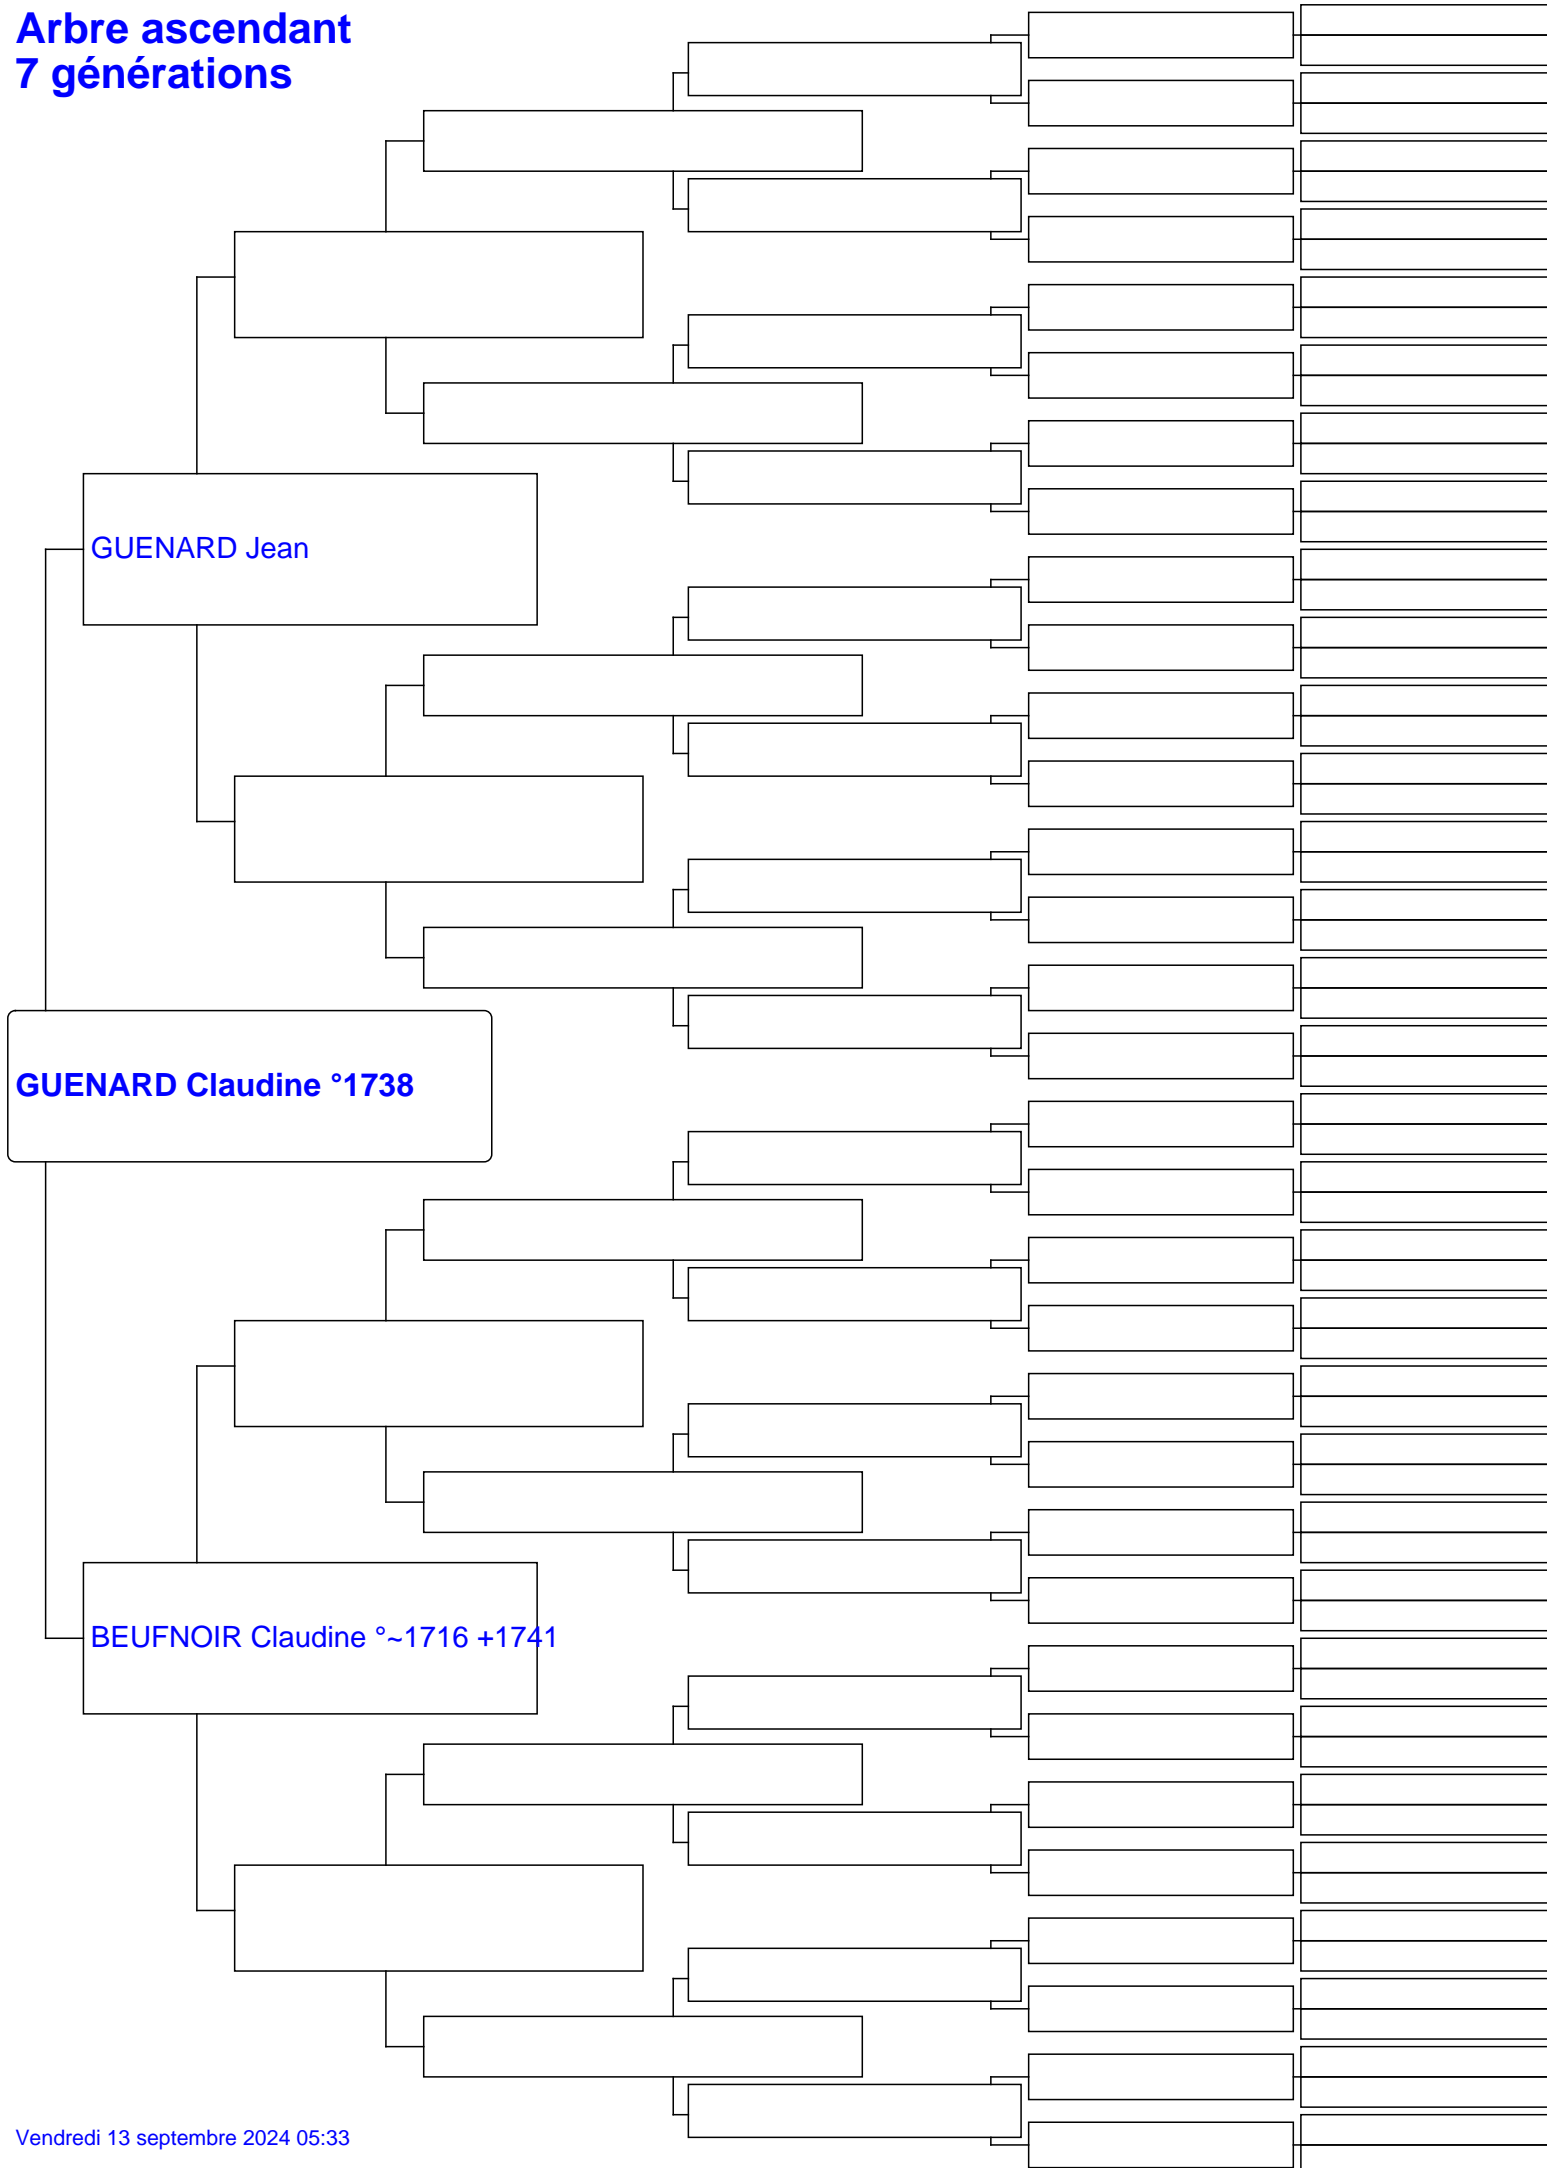 Arbre ascendant
7 générations
GUENARD Jean
GUENARD Claudine °1738
BEUFNOIR Claudine °~1716 +1741
Vendredi 13 septembre 2024 05:33